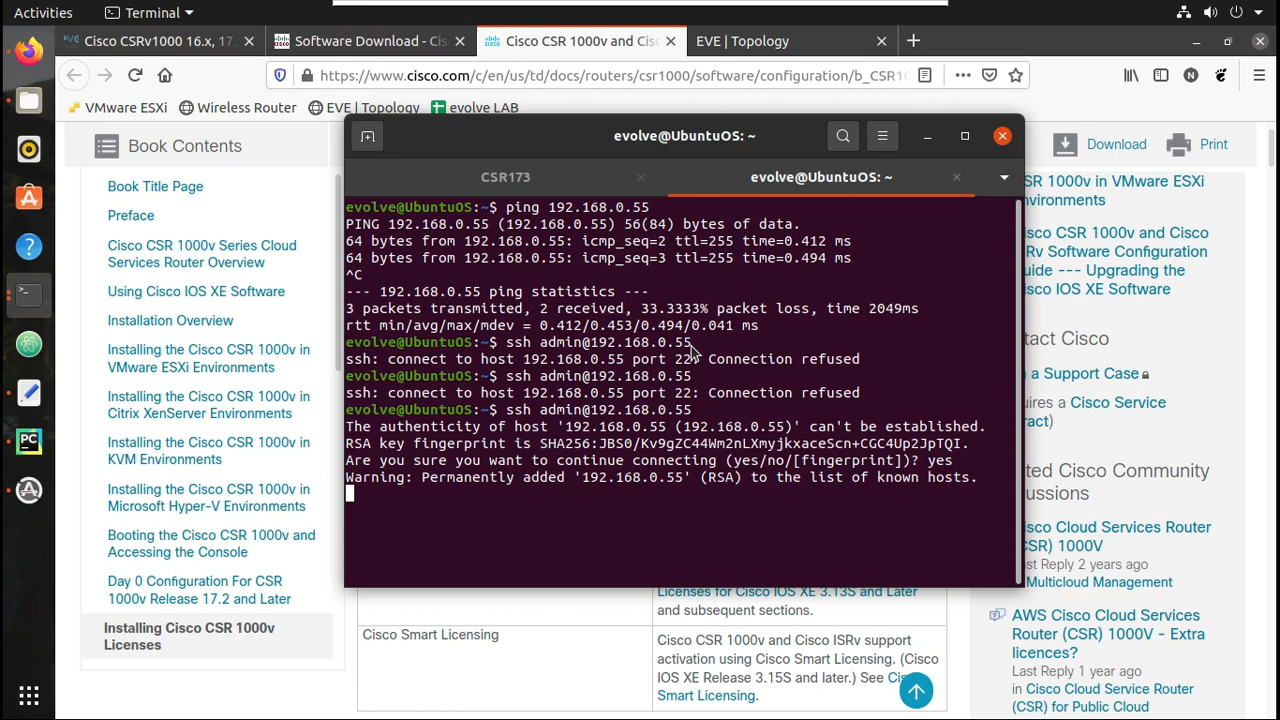 Activities
Terminal
Cisco CSRv1000 16.x, 17.
Software Download - Cis
Cisco CSR 1000v and Cisc
EVE | Topology
https://www.cisco.com/c/en/us/td/docs/routers/csr1000/software/configuration/b_CSR10
VMware ESXi
Wireless Router
EVE | Topology
evolve LAB
Book Contents
Book Title Page
Preface
Cisco CSR 1000v Series Cloud
Services Router Overview
Using Cisco IOS XE Software
Installation Overview
Installing the Cisco CSR 1000v in
VMware ESXi Environments
Installing the Cisco CSR 1000v in
Citrix XenServer Environments
Installing the Cisco CSR 1000v in
KVM Environments
Installing the Cisco CSR 1000v in
Microsoft Hyper-V Environments
Booting the Cisco CSR 1000v and
Accessing the Console
Day 0 Configuration For CSR
1000v Release 17.2 and Later
Installing Cisco CSR 1000v
Licenses
evolve@UbuntuOS: ~
CSR173
evolve@UbuntuOS: ~
evolve@UbuntuOS:~$ ping 192.168.0.55
PING 192.168.0.55 (192.168.0.55) 56(84) bytes of data.
64 bytes from 192.168.0.55: icmp_seq=2 ttl=255 time=0.412 ms
64 bytes from 192.168.0.55: icmp_seq=3 ttl=255 time=0.494 ms
^C
--- 192.168.0.55 ping statistics ---
3 packets transmitted, 2 received, 33.3333% packet loss, time 2049ms
rtt min/avg/max/mdev = 0.412/0.453/0.494/0.041 ms
evolve@UbuntuOS:~$ ssh admin@192.168.0.55
ssh: connect to host 192.168.0.55 port 22: Connection refused
evolve@UbuntuOS:~$ ssh admin@192.168.0.55
ssh: connect to host 192.168.0.55 port 22: Connection refused
evolve@UbuntuOS:~$ ssh admin@192.168.0.55
The authenticity of host '192.168.0.55 (192.168.0.55)' can't be established.
RSA key fingerprint is SHA256:JBS0/Kv9gZC44Wm2nLXmyjkxaceScn+CGC4Up2JpTQI.
Are you sure you want to continue connecting (yes/no/[fingerprint])? yes
Warning: Permanently added '192.168.0.55' (RSA) to the list of known hosts.
Licenses for Cisco IOS XE 3.13S and Later
and subsequent sections.
Cisco Smart Licensing
Cisco CSR 1000v and Cisco ISRv support
activation using Cisco Smart Licensing. (Cisco
IOS XE Release 3.15S and later.) See Cis
Smart Licensing.
Download
Print
SR 1000v in VMware ESXi
nvironments
isco CSR 1000v and Cisco
Rv Software Configuration
uide --- Upgrading the
isco IOS XE Software
tact Cisco
n a Support Case
uires a Cisco Service
ract)
ted Cisco Community
ussions
isco Cloud Services Router
CSR) 1000V
st Reply 2 years ago
Multicloud Management
AWS Cisco Cloud Services
Router (CSR) 1000V - Extra
licences?
Last Reply 1 year ago
in Cisco Cloud Service Router
(CSR) for Public Cloud